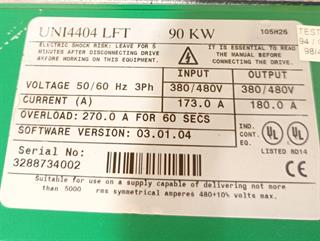 UNI4404 LFT 90 KW 105H26
ELECTRIC SHOCK RISK: LEAVE FOR 5 MINUTES AFTER DISCONNECTING DRIVE BEFORE WORKING ON THIS EQUIPMENT.
IT IS ESSENTIAL TO READ THE MANUAL BEFORE CONNECTING THE DRIVE.
INPUT OUTPUT
VOLTAGE 50/60 Hz 3Ph 380/480V 380/480V
CURRENT (A) 173.0 A 180.0 A
OVERLOAD: 270.0 A FOR 60 SECS
SOFTWARE VERSION: 03.01.04
Serial No:
3288734002
UL
LISTED 8D14
Suitable for use on a supply capable of delivering not more
than 5000 rms symmetrical amperes 480+10% volts max.
TEST